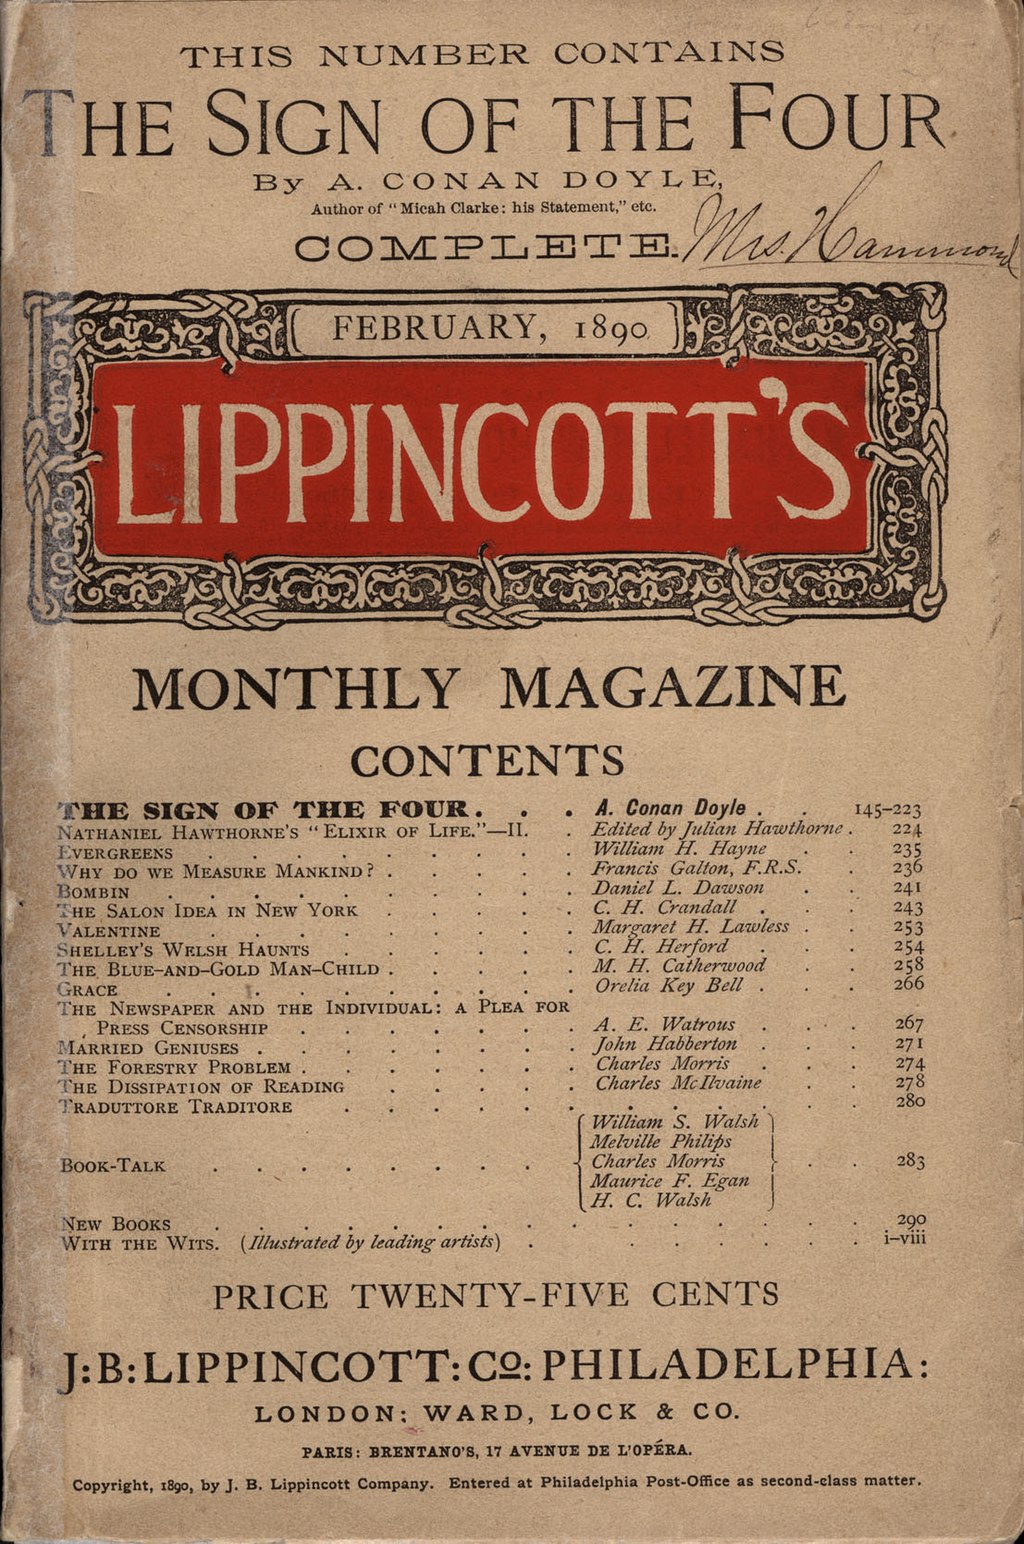 THIS NUMBER CONTAINS
THE SIGN OF THE FOUR
By A. CONAN DOYLE,
Author of "Micah Clarke: his Statement," etc.
COMPLETE.
Mrs. Hammond
FEBRUARY, 1890.
LIPPINCOTT'S
MONTHLY MAGAZINE
CONTENTS
THE SIGN OF THE FOUR. . . A. Conan Doyle . . 145–223
NATHANIEL HAWTHORNE'S "ELIXIR OF LIFE."—II. . Edited by Julian Hawthorne . 224
EVERGREENS . . . . . . . . . William H. Hayne . . 235
WHY DO WE MEASURE MANKIND? . . . . . Francis Galton, F.R.S. . 236
BOMBIN . . . . . . . . . . Daniel L. Dawson . . 241
THE SALON IDEA IN NEW YORK . . . . . C. H. Crandall . . . 243
VALENTINE . . . . . . . . . Margaret H. Lawless . . 253
SHELLEY'S WELSH HAUNTS . . . . . . C. H. Herford . . . 254
THE BLUE-AND-GOLD MAN-CHILD . . . . . M. H. Catherwood . . 258
GRACE . . . . . . . . . . Orelia Key Bell . . . 266
THE NEWSPAPER AND THE INDIVIDUAL: A PLEA FOR
PRESS CENSORSHIP . . . . . . . A. E. Watrous . . . 267
MARRIED GENIUSES . . . . . . . . John Habberton . . . 271
THE FORESTRY PROBLEM . . . . . . . Charles Morris . . . 274
THE DISSIPATION OF READING . . . . . Charles McIlvaine . . 278
TRADUTTORE TRADITORE . . . . . . . . . . . . 280
William S. Walsh
Melville Philips
BOOK-TALK . . . . . . . . Charles Morris . . 283
Maurice F. Egan
H. C. Walsh
NEW BOOKS . . . . . . . . . . . . . . . 290
WITH THE WITS. (Illustrated by leading artists) . . . . . . . i–viii
PRICE TWENTY-FIVE CENTS
J:B:LIPPINCOTT:Co:PHILADELPHIA:
LONDON: WARD, LOCK & CO.
PARIS: BRENTANO'S, 17 AVENUE DE L'OPÉRA.
Copyright, 1890, by J. B. Lippincott Company. Entered at Philadelphia Post-Office as second-class matter.